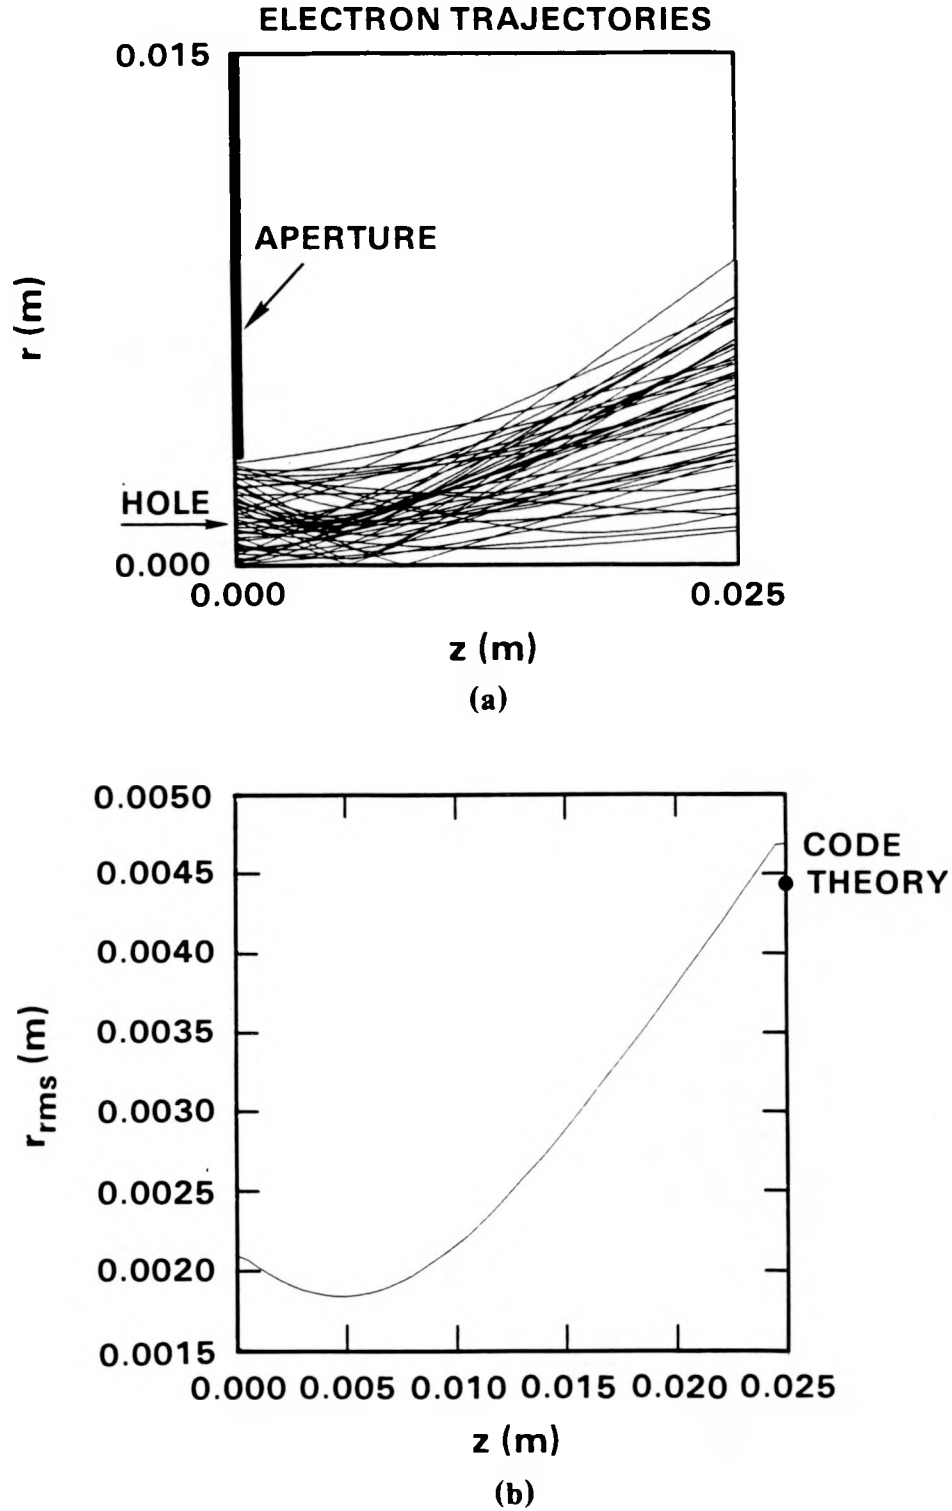 ELECTRON TRAJECTORIES
0.015
APERTURE
r (m)
HOLE
0.000
0.000 0.025
z (m)
(a)
0.0050
CODE
0.0045
THEORY
0.0040
0.0035
r_rms (m)
0.0030
0.0025
0.0020
0.0015
0.000 0.005 0.010 0.015 0.020 0.025
z (m)
(b)